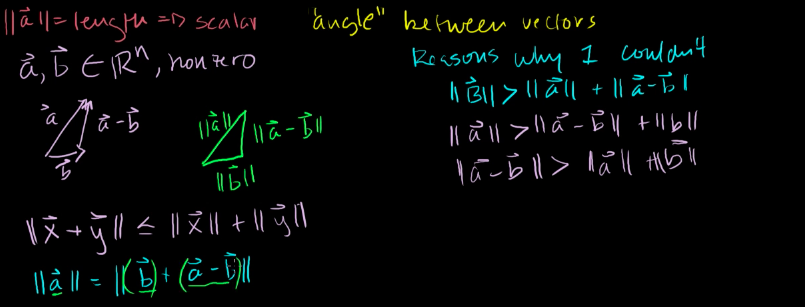 ||a⃗|| = length => scalar
"angle" between vectors
a⃗, b⃗ ∈ ℝⁿ, nonzero
Reasons why I couldn't
||b⃗|| > ||a⃗|| + ||a⃗-b⃗||
a⃗
a⃗-b⃗
b⃗
||a⃗||
||a⃗-b⃗||
||b⃗||
||a⃗|| > ||a⃗-b⃗|| + ||b||
||a⃗-b⃗|| > ||a⃗|| + ||b⃗||
||x⃗+y⃗|| ≤ ||x⃗|| + ||y⃗||
||a⃗|| = ||(b⃗)+(a⃗-b⃗)||